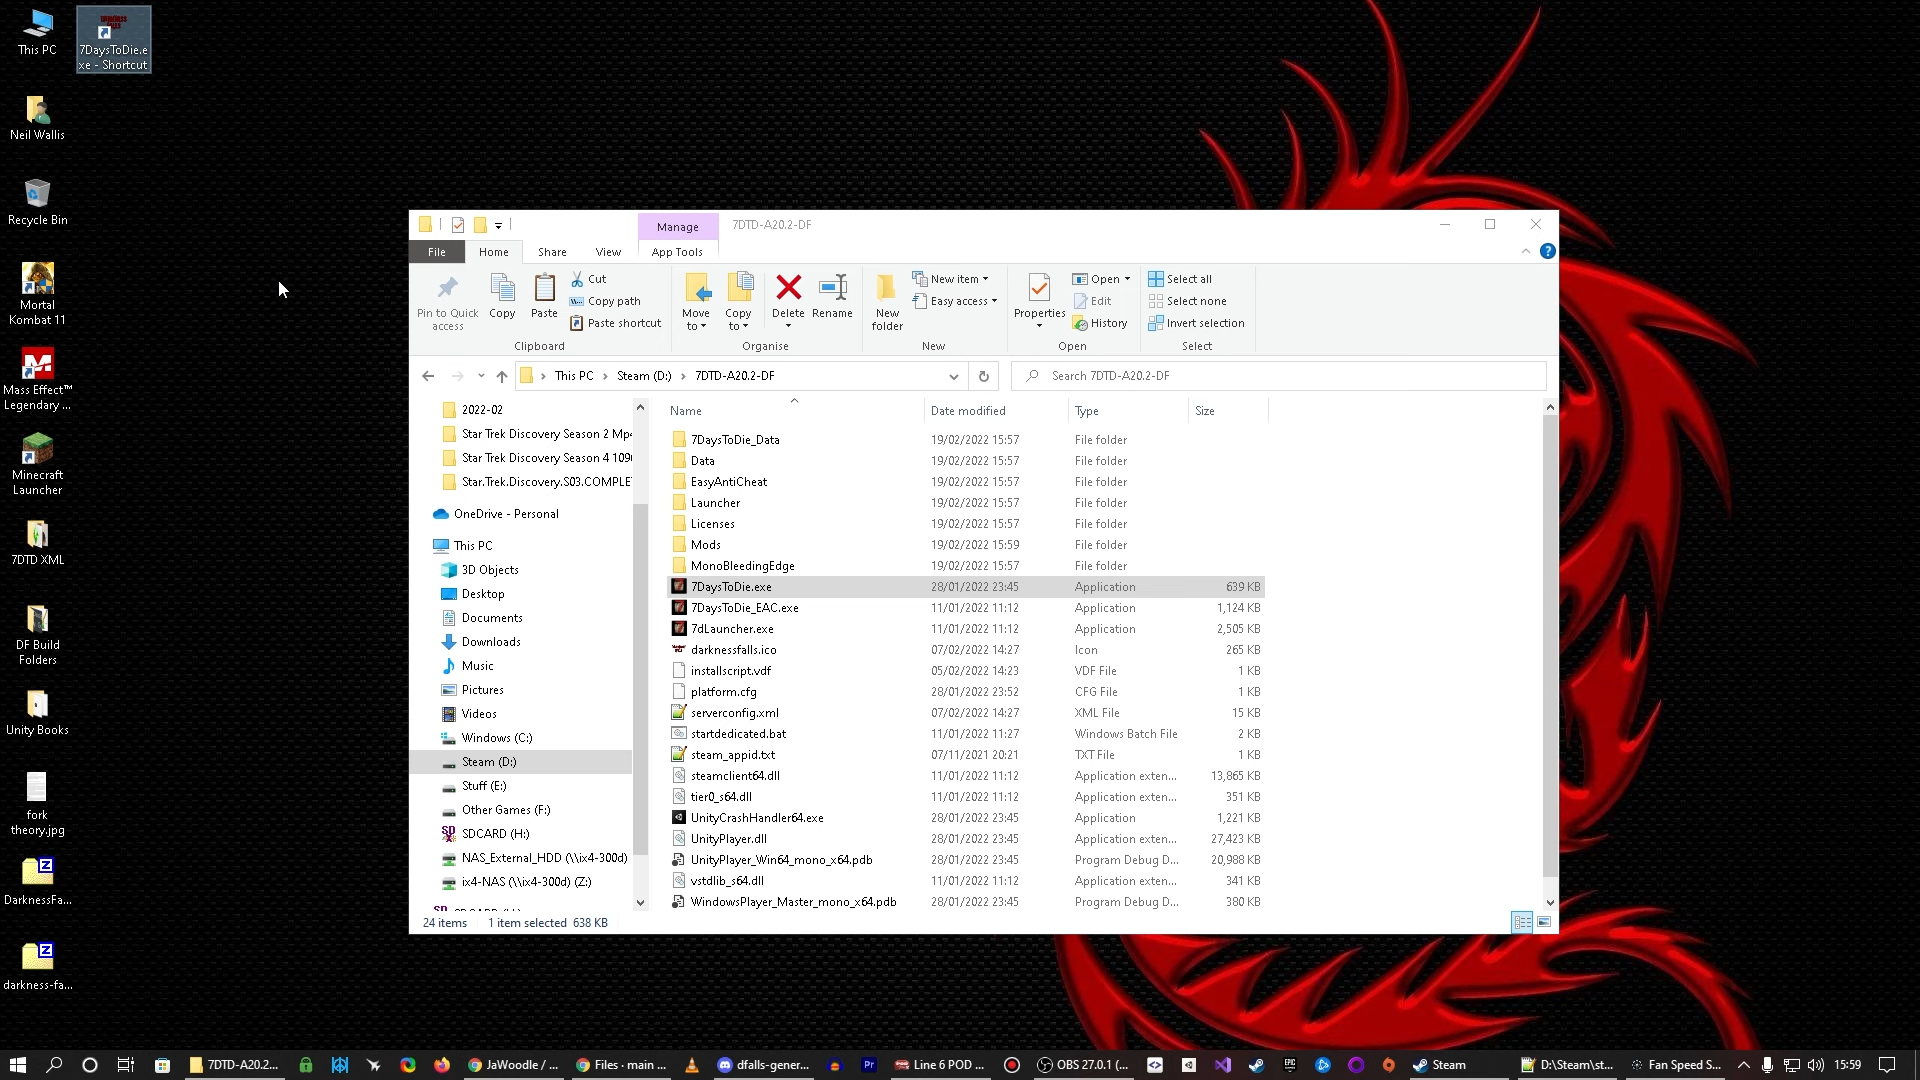 This PC
7DaysToDie.e
xe - Shortcut
Neil Wallis
Recycle Bin
Mortal
Kombat 11
Mass Effect™
Legendary ...
Minecraft
Launcher
7DTD XML
DF Build
Folders
Unity Books
fork
theory.jpg
DarknessFa...
darkness-fa...
Manage
7DTD-A20.2-DF
File
Home
Share
View
App Tools
Pin to Quick
access
Copy
Paste
Cut
Copy path
Paste shortcut
Clipboard
Move
to
Copy
to
Delete
Rename
Organise
New
folder
New item
Easy access
New
Properties
Open
Edit
History
Open
Select all
Select none
Invert selection
Select
This PC > Steam (D:) > 7DTD-A20.2-DF
Search 7DTD-A20.2-DF
2022-02
Star Trek Discovery Season 2 Mp4
Star Trek Discovery Season 4 109
Star.Trek.Discovery.S03.COMPLE
OneDrive - Personal
This PC
3D Objects
Desktop
Documents
Downloads
Music
Pictures
Videos
Windows (C:)
Steam (D:)
Stuff (E:)
Other Games (F:)
SDCARD (H:)
NAS_External_HDD (\\ix4-300d)
ix4-NAS (\\ix4-300d) (Z:)
Name Date modified Type Size
7DaysToDie_Data 19/02/2022 15:57 File folder
Data 19/02/2022 15:57 File folder
EasyAntiCheat 19/02/2022 15:57 File folder
Launcher 19/02/2022 15:57 File folder
Licenses 19/02/2022 15:57 File folder
Mods 19/02/2022 15:59 File folder
MonoBleedingEdge 19/02/2022 15:57 File folder
7DaysToDie.exe 28/01/2022 23:45 Application 639 KB
7DaysToDie_EAC.exe 11/01/2022 11:12 Application 1,124 KB
7dLauncher.exe 11/01/2022 11:12 Application 2,505 KB
darknessfalls.ico 07/02/2022 14:27 Icon 265 KB
installscript.vdf 05/02/2022 14:23 VDF File 1 KB
platform.cfg 28/01/2022 23:52 CFG File 1 KB
serverconfig.xml 07/02/2022 14:27 XML File 15 KB
startdedicated.bat 11/01/2022 11:27 Windows Batch File 2 KB
steam_appid.txt 07/11/2021 20:21 TXT File 1 KB
steamclient64.dll 11/01/2022 11:12 Application exten... 13,865 KB
tier0_s64.dll 11/01/2022 11:12 Application exten... 351 KB
UnityCrashHandler64.exe 28/01/2022 23:45 Application 1,221 KB
UnityPlayer.dll 28/01/2022 23:45 Application exten... 27,423 KB
UnityPlayer_Win64_mono_x64.pdb 28/01/2022 23:45 Program Debug D... 20,988 KB
vstdlib_s64.dll 11/01/2022 11:12 Application exten... 341 KB
WindowsPlayer_Master_mono_x64.pdb 28/01/2022 23:45 Program Debug D... 380 KB
24 items 1 item selected 638 KB
7DTD-A20.2...
JaWoodle / ...
Files · main ...
dfalls-gener...
Pr
Line 6 POD ...
OBS 27.0.1 (...
EPIC
Steam
D:\Steam\st...
Fan Speed S...
15:59